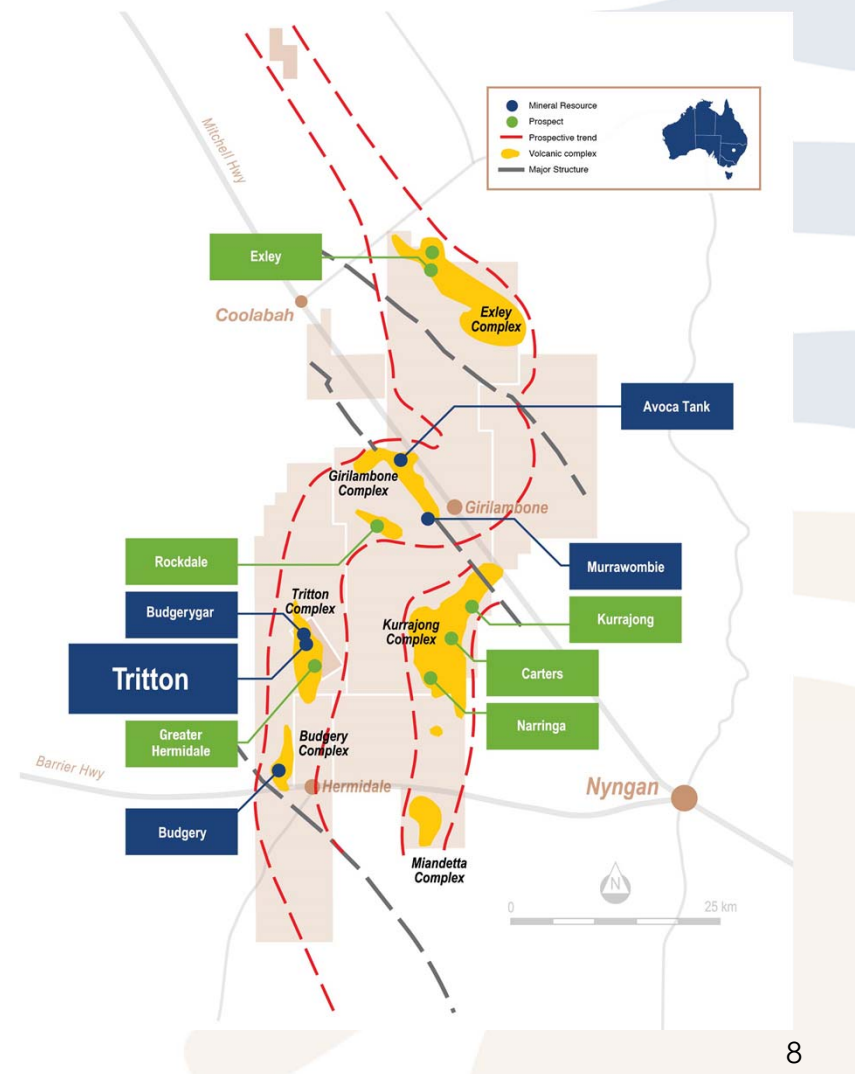 Mitchell Hwy
Mineral Resource
Prospect
Prospective trend
Volcanic complex
Major Structure
Exley
Coolabah
Exley
Complex
Avoca Tank
Girilambone
Complex
Girilambone
Rockdale
Murrawombie
Tritton
Complex
Budgerygar
Kurrajong
Complex
Kurrajong
Tritton
Carters
Greater
Hermidale
Narringa
Budgery
Complex
Barrier Hwy
Hermidale
Nyngan
Budgery
Miandetta
Complex
N
0
25 km
8